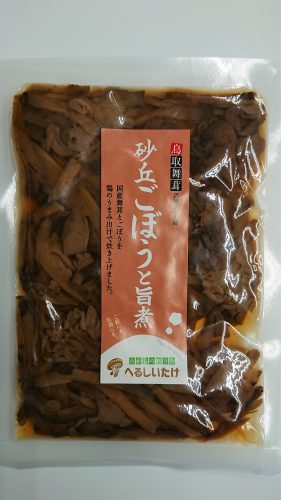 鳥取舞茸
砂丘ごぼうと旨煮
国産舞茸とごぼうを
鶏のうまみ出汁で炊き上げました。
へるしいたけ